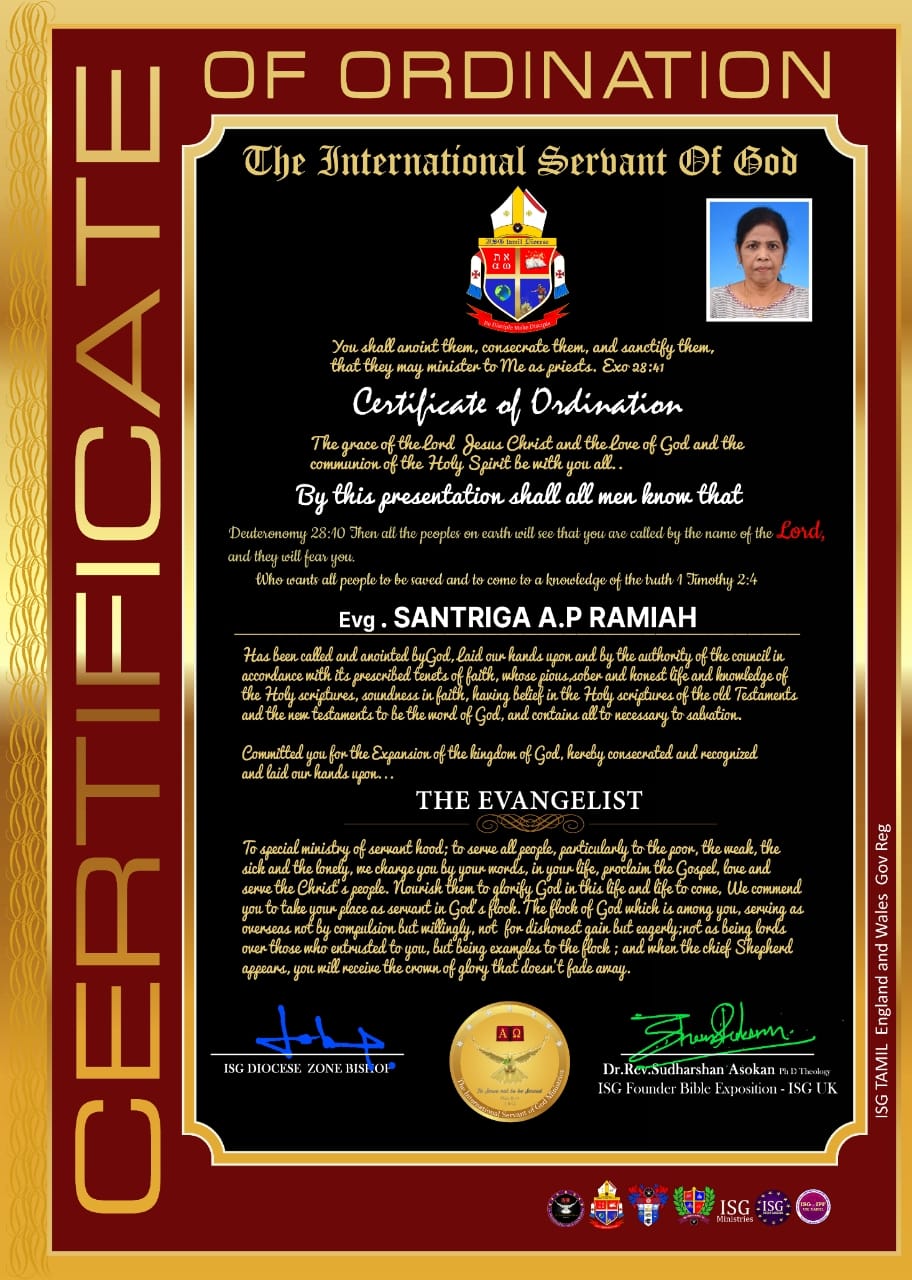 CERTIFICATE
OF ORDINATION
The International Servant Of God
ISG tamil Diocese
תא
αω
Be Disciple Make Disciple
You shall anoint them, consecrate them, and sanctify them,
that they may minister to Me as priests. Exo 28:41
Certificate of Ordination
The grace of the Lord Jesus Christ and the Love of God and the
communion of the Holy Spirit be with you all..
By this presentation shall all men know that
Deuteronomy 28:10 Then all the peoples on earth will see that you are called by the name of the Lord,
and they will fear you.
Who wants all people to be saved and to come to a knowledge of the truth 1 Timothy 2:4
Evg . SANTRIGA A.P RAMIAH
Has been called and anointed byGod, Laid our hands upon and by the authority of the council in
accordance with its prescribed tenets of faith, whose pious,sober and honest life and knowledge of
the Holy scriptures, soundness in faith, having belief in the Holy scriptures of the old Testaments
and the new testaments to be the word of God, and contains all to necessary to salvation.
Committed you for the Expansion of the kingdom of God, hereby consecrated and recognized
and laid our hands upon...
THE EVANGELIST
To special ministry of servant hood; to serve all people, particularly to the poor, the weak, the
sick and the lonely, we charge you by your words, in your life, proclaim the Gospel, love and
serve the Christ's people. Nourish them to glorify God in this life and life to come, We commend
you to take your place as servant in God's flock. The flock of God which is among you, serving as
overseas not by compulsion but willingly, not for dishonest gain but eagerly;not as being lords
over those who entrusted to you, but being examples to the flock ; and when the chief Shepherd
appears, you will receive the crown of glory that doesn't fade away.
ISG DIOCESE ZONE BISHOP
Α Ω
To Serve not to be Served
The International Servant of God Ministries
Dr.Rev.Sudharshan Asokan Ph D Theology
ISG Founder Bible Exposition - ISG UK
ISG TAMIL England and Wales Gov Reg
ISG
Ministries
ISG